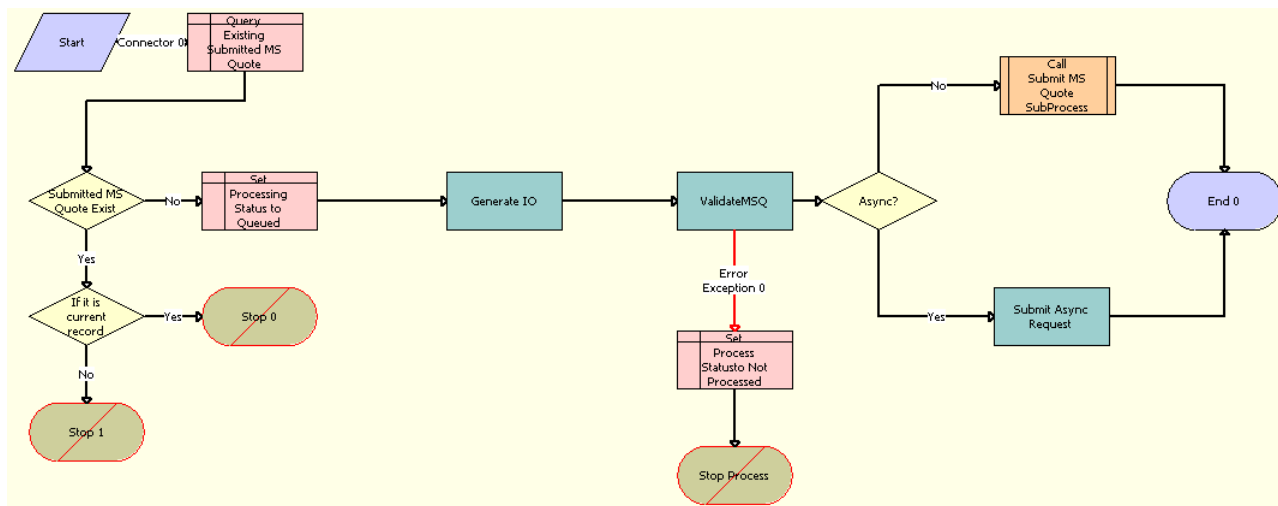 Start
Connector 0
Query
Existing
Submitted MS
Quote
Call
Submit MS
Quote
SubProcess
No
Submitted MS
Quote Exist
No
Set
Processing
Status to
Queued
Generate IO
ValidateMSQ
Async?
End 0
Yes
Error
Exception 0
If it is
current
record
Yes
Stop 0
Yes
Submit Async
Request
Set
Process
Statusto Not
Processed
No
Stop 1
Stop Process